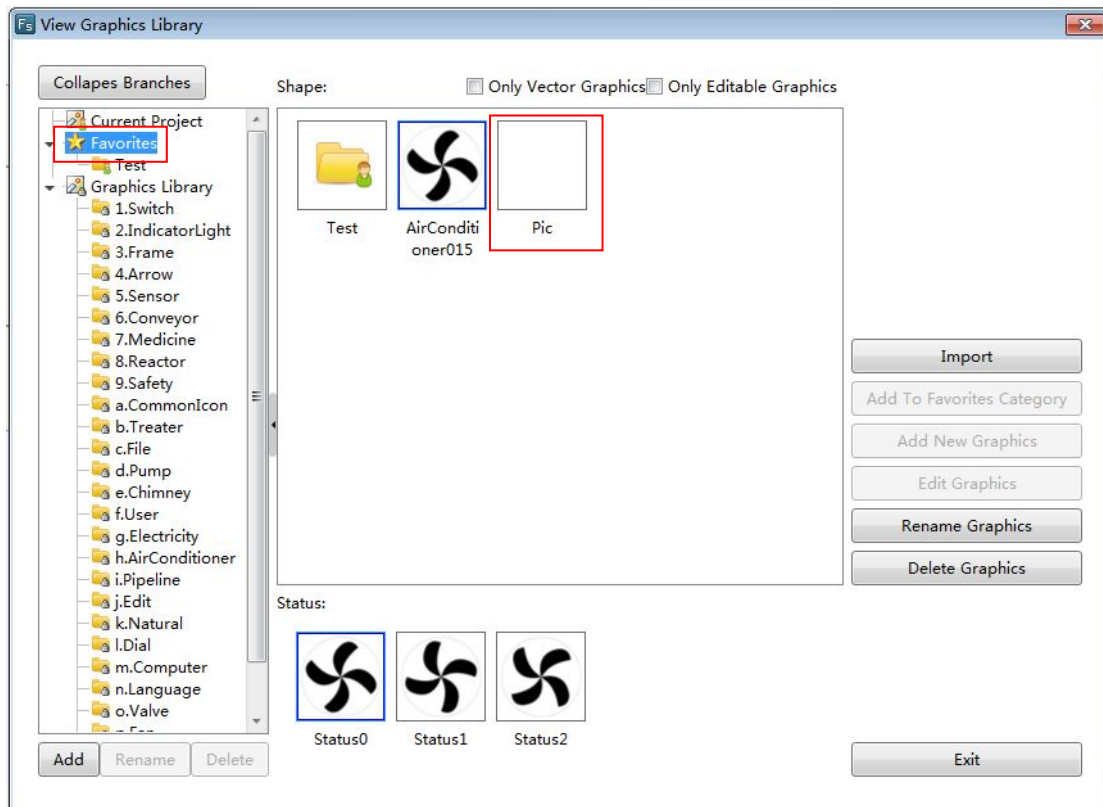 Fs View Graphics Library
Collapes Branches
Shape:
Only Vector Graphics
Only Editable Graphics
Current Project
Favorites
Test
Graphics Library
1.Switch
2.IndicatorLight
3.Frame
4.Arrow
5.Sensor
6.Conveyor
7.Medicine
8.Reactor
9.Safety
a.CommonIcon
b.Treater
c.File
d.Pump
e.Chimney
f.User
g.Electricity
h.AirConditioner
i.Pipeline
j.Edit
k.Natural
l.Dial
m.Computer
n.Language
o.Valve
Add
Rename
Delete
Test
AirConditi
oner015
Pic
Status:
Status0
Status1
Status2
Import
Add To Favorites Category
Add New Graphics
Edit Graphics
Rename Graphics
Delete Graphics
Exit